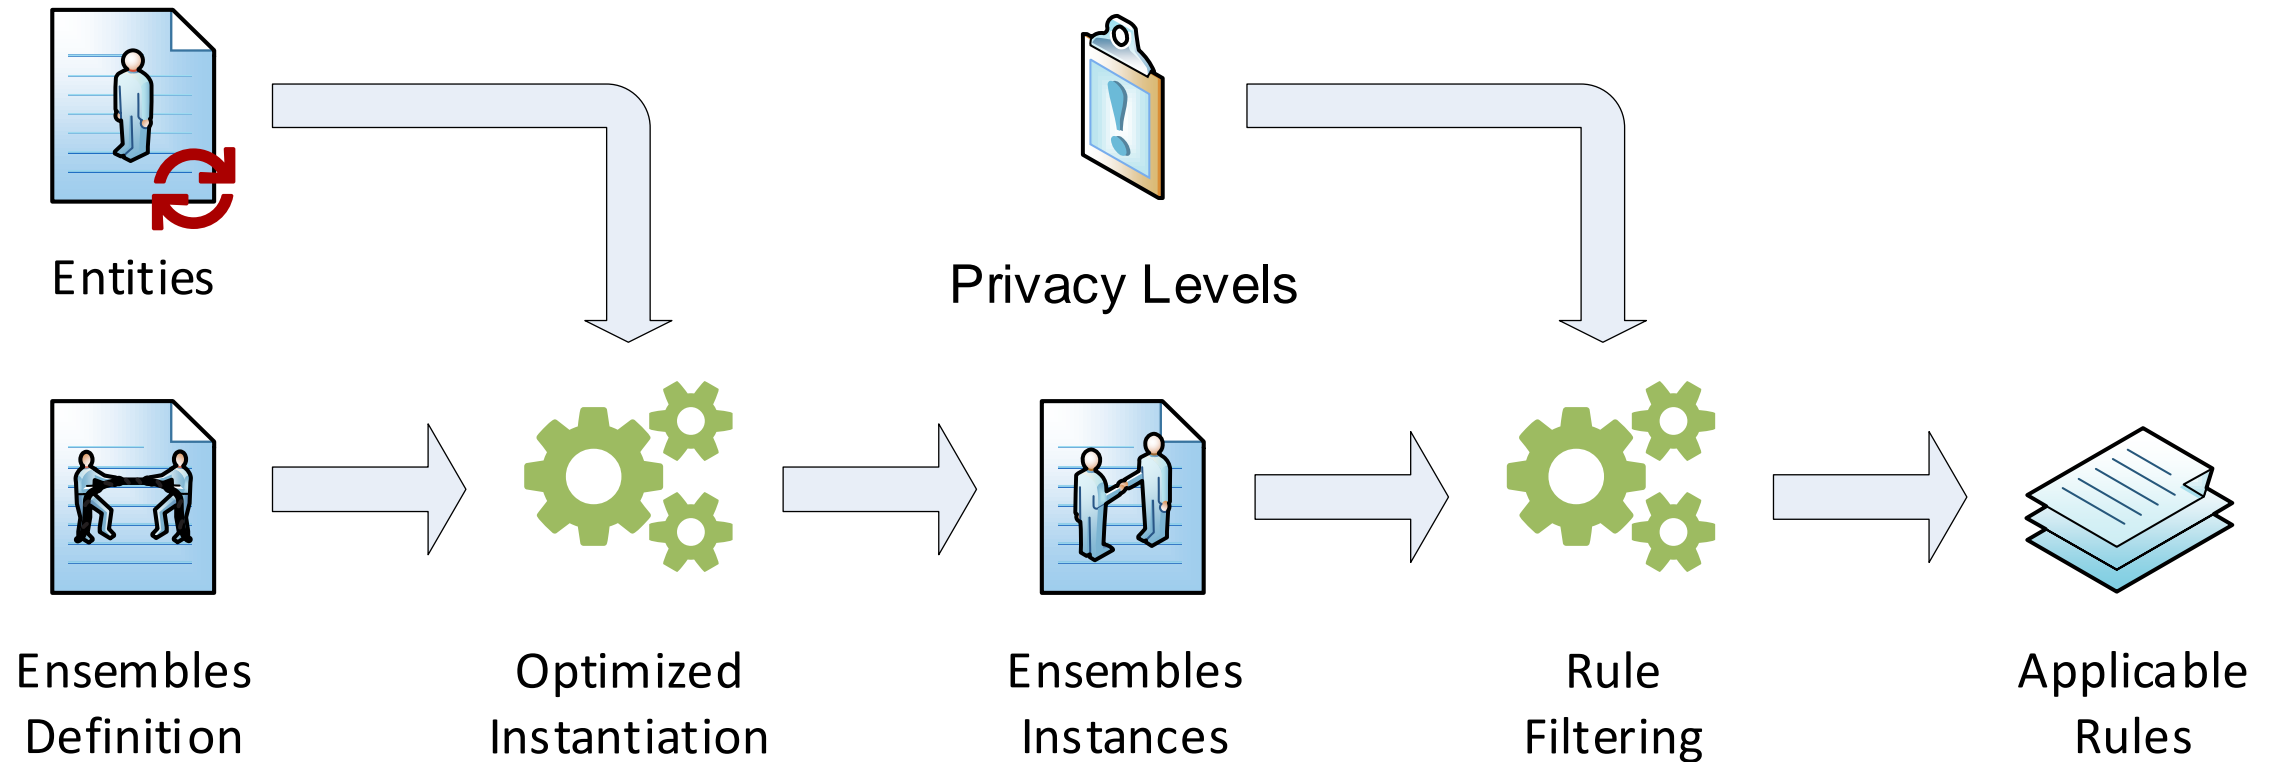 Entities
Privacy Levels
Ensembles
Definition
Optimized
Instantiation
Ensembles
Instances
Rule
Filtering
Applicable
Rules